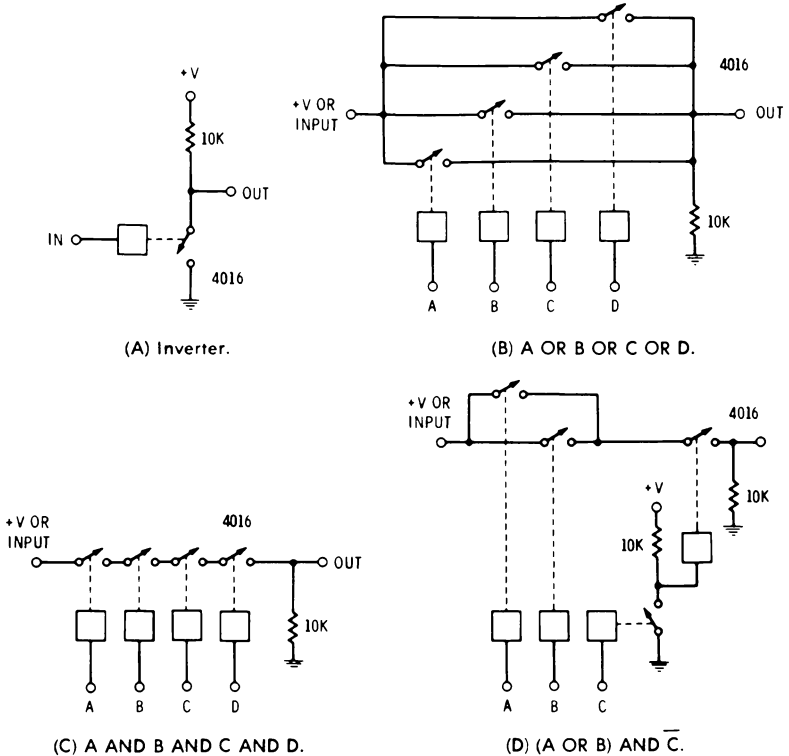 +V
10K
OUT
IN
4016
(A) Inverter.
4016
+V OR
INPUT
OUT
10K
A B C D
(B) A OR B OR C OR D.
+V OR
INPUT
4016
OUT
10K
A B C D
(C) A AND B AND C AND D.
+V OR
INPUT
4016
+V
10K
10K
A B C
(D) (A OR B) AND C̅.